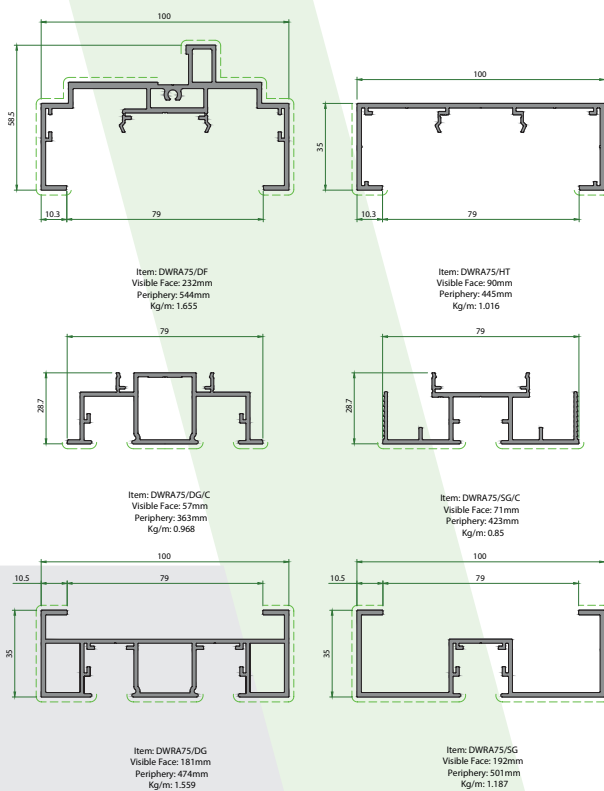 100
58.5
10.3
79
Item: DWRA75/DF
Visible Face: 232mm
Periphery: 544mm
Kg/m: 1.655
100
35
10.3
79
Item: DWRA75/HT
Visible Face: 90mm
Periphery: 445mm
Kg/m: 1.016
79
28.7
Item: DWRA75/DG/C
Visible Face: 57mm
Periphery: 363mm
Kg/m: 0.968
79
28.7
Item: DWRA75/SG/C
Visible Face: 71mm
Periphery: 423mm
Kg/m: 0.85
100
10.5
79
35
Item: DWRA75/DG
Visible Face: 181mm
Periphery: 474mm
Kg/m: 1.559
100
10.5
79
35
Item: DWRA75/SG
Visible Face: 192mm
Periphery: 501mm
Kg/m: 1.187